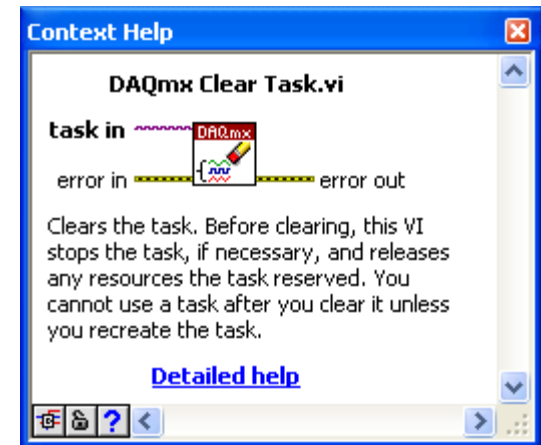 Context Help
DAQmx Clear Task.vi
task in
DAQmx
error in
error out
Clears the task. Before clearing, this VI
stops the task, if necessary, and releases
any resources the task reserved. You
cannot use a task after you clear it unless
you recreate the task.
Detailed help
?